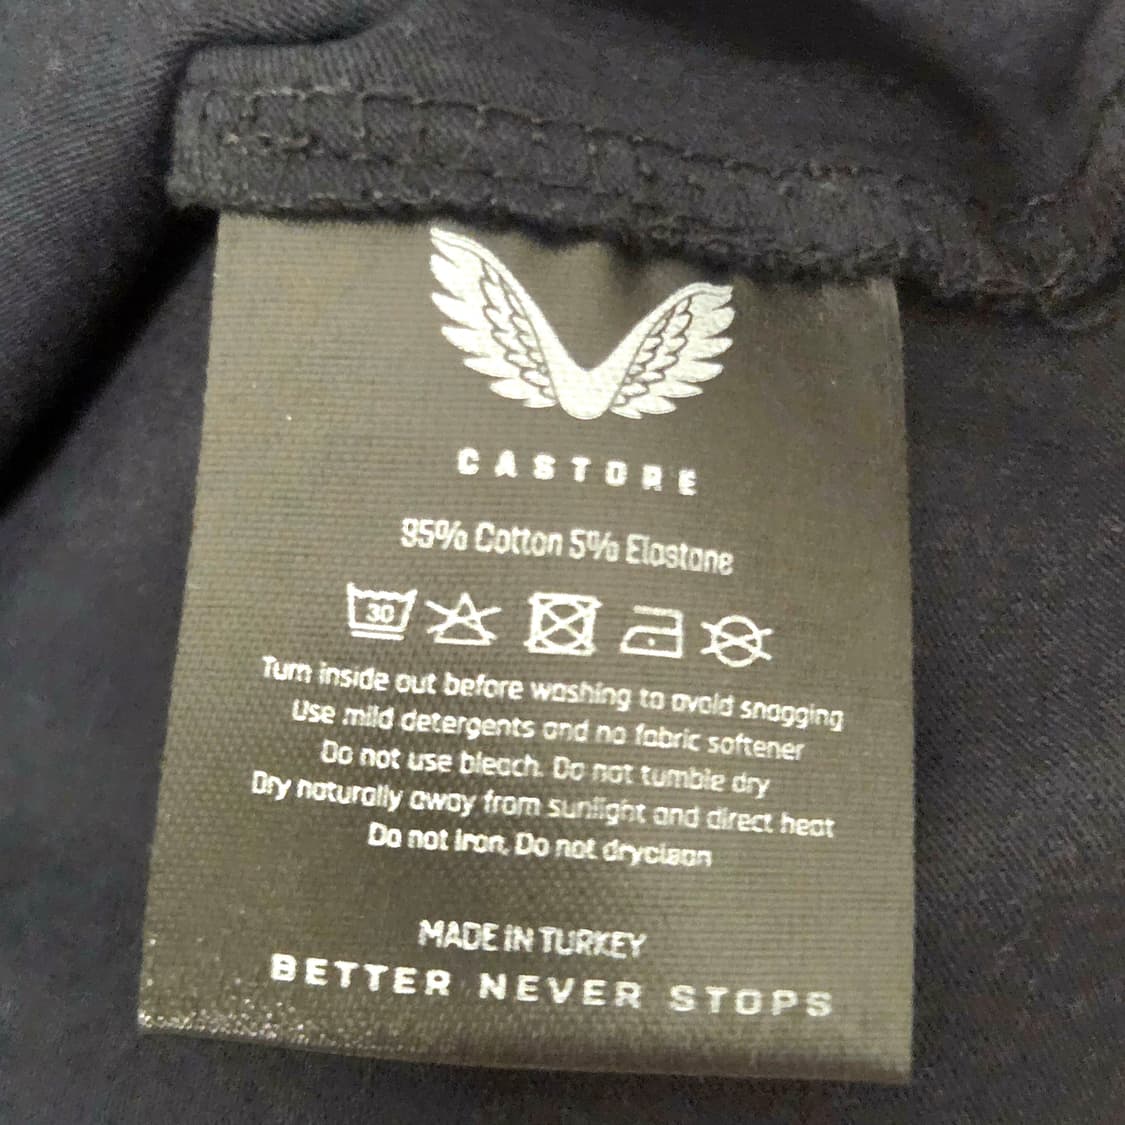 CASTORE
95% Cotton 5% Elastane
30
Turn inside out before washing to avoid snagging
Use mild detergents and no fabric softener
Do not use bleach. Do not tumble dry
Dry naturally away from sunlight and direct heat
Do not iron. Do not dryclean
MADE IN TURKEY
BETTER NEVER STOPS